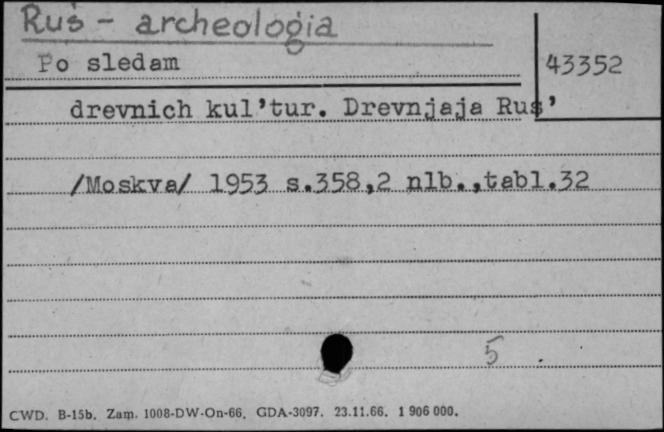 Ruś - archeologia
Po sledam
43352
drevnich kul'tur. Drevnjaja Rus'
/Moskva/ 1953 s.358,2 nlb.,tabl.32
5
CWD. B-15b. Zam. 1008-DW-On-66. GDA-3097. 23.11.66. 1 906 000.